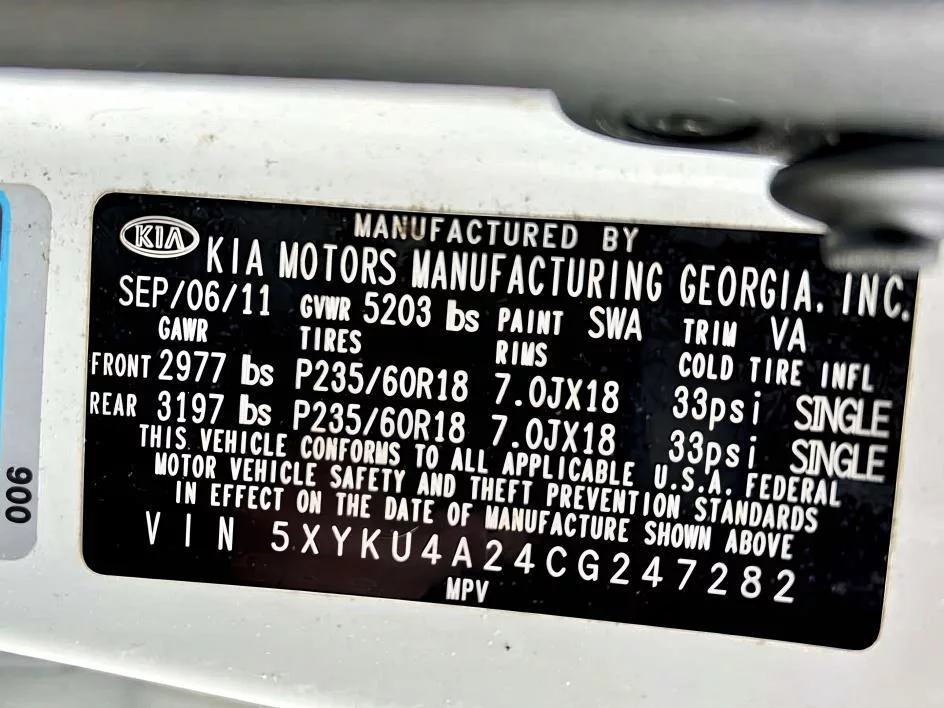 KIA
MANUFACTURED BY
KIA MOTORS MANUFACTURING GEORGIA, INC.
SEP/06/11 GVWR 5203 lbs PAINT SWA TRIM VA
GAWR TIRES RIMS COLD TIRE INFL
FRONT 2977 lbs P235/60R18 7.0JX18 33psi SINGLE
REAR 3197 lbs P235/60R18 7.0JX18 33psi SINGLE
THIS VEHICLE CONFORMS TO ALL APPLICABLE U.S.A. FEDERAL
MOTOR VEHICLE SAFETY AND THEFT PREVENTION STANDARDS
IN EFFECT ON THE DATE OF MANUFACTURE SHOWN ABOVE
VIN 5XYKU4A24CG247282
MPV
006